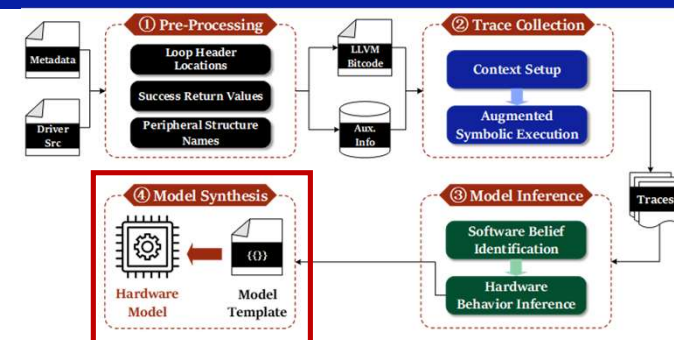 ① Pre-Processing
② Trace Collection
Metadata
Loop Header
Locations
LLVM
Bitcode
Context Setup
Success Return Values
Driver
Src
Peripheral Structure
Names
Aux.
Info
Augmented
Symbolic Execution
④ Model Synthesis
③ Model Inference
Traces
Software Belief
Identification
{{}}
Hardware
Model
Model
Template
Hardware
Behavior Inference